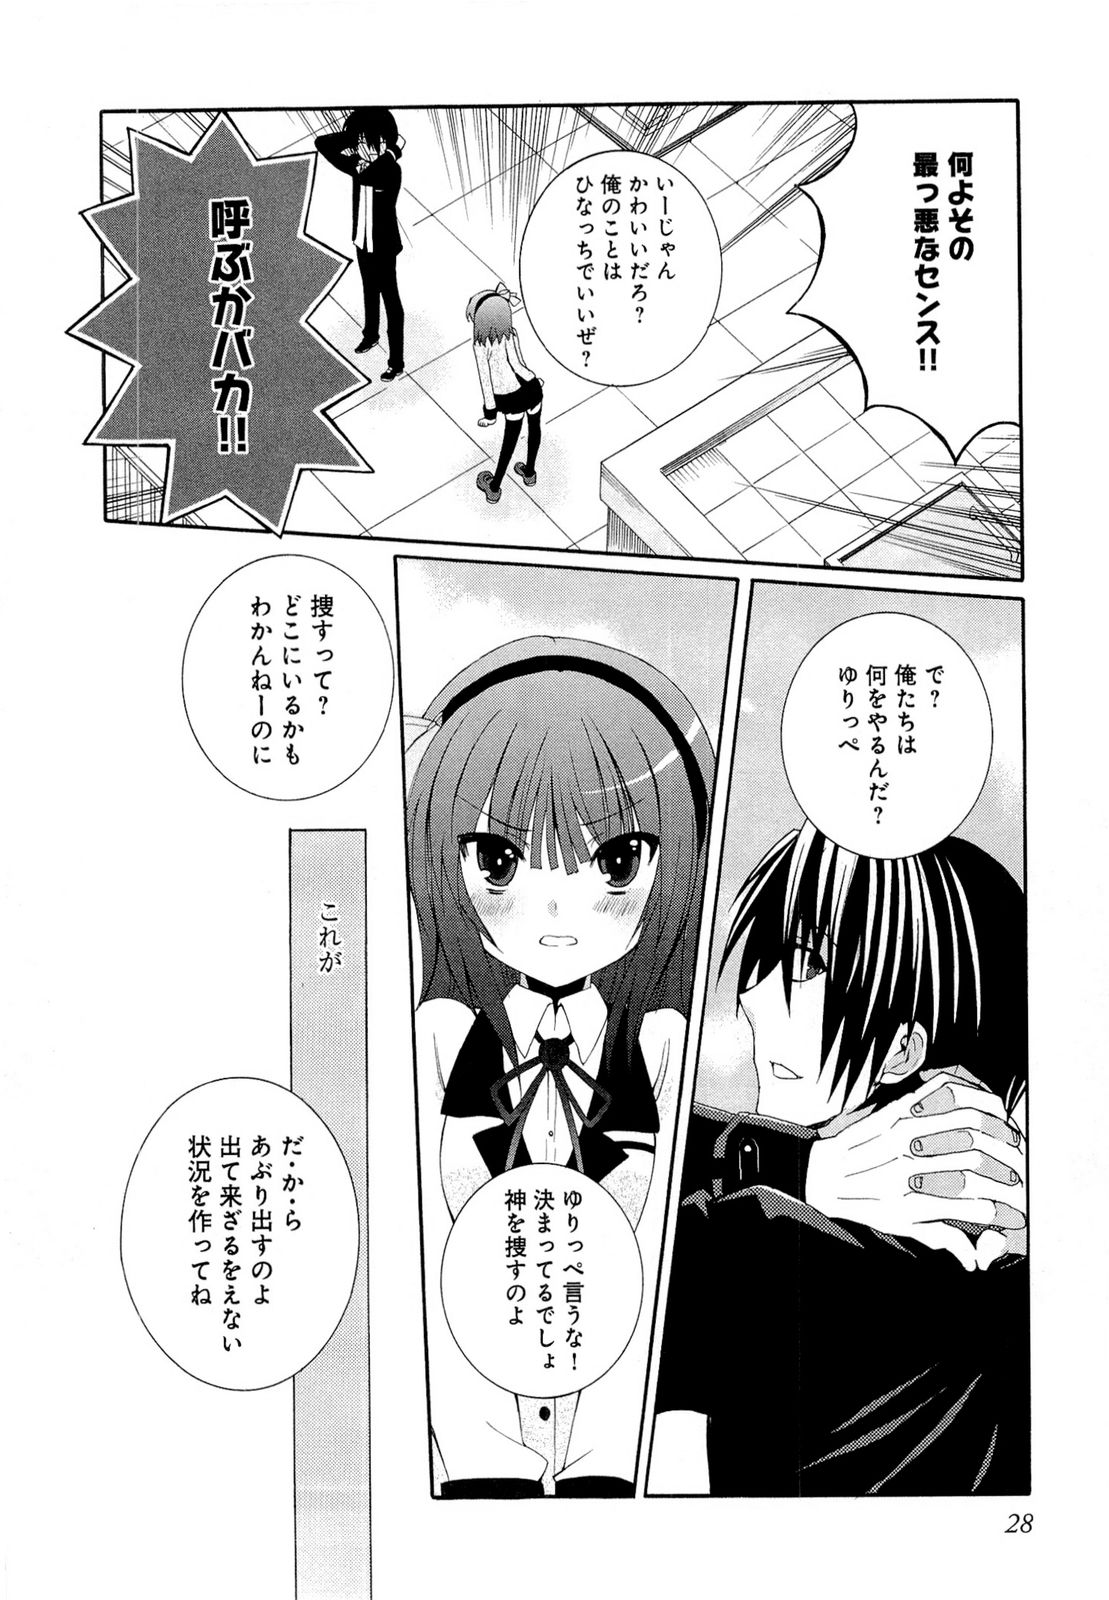 何よその
最っ悪なセンス!!
いーじゃん
かわいいだろ?
俺のことは
ひなっちでいいぜ?
呼ぶかバカ!!
で?
俺たちは
何をやるんだ?
ゆりっぺ
ゆりっぺ言うな!
決まってるでしょ
神を捜すのよ
捜すって?
どこにいるかも
わかんねーのに
だ・か・ら
あぶり出すのよ
出て来ざるをえない
状況を作ってね
これが
28